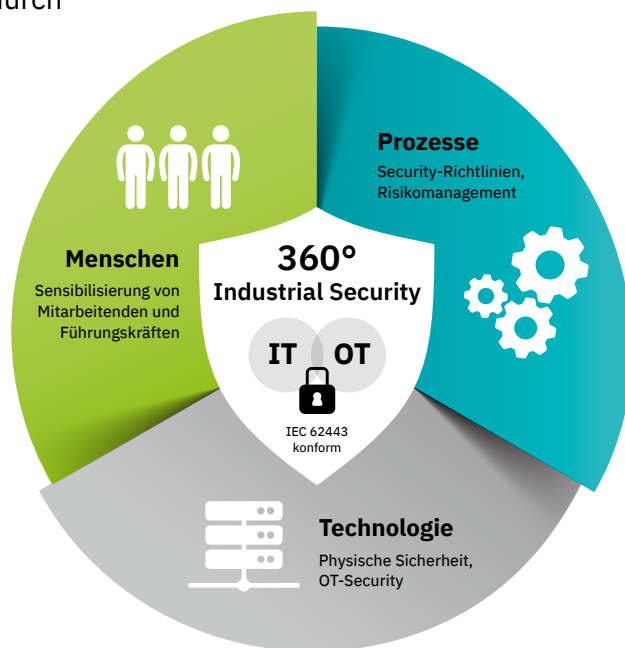 durch
Prozesse
Security-Richtlinien,
Risikomanagement
Menschen
Sensibilisierung von
Mitarbeitenden und
Führungskräften
360°
Industrial Security
IT OT
IEC 62443
konform
Technologie
Physische Sicherheit,
OT-Security